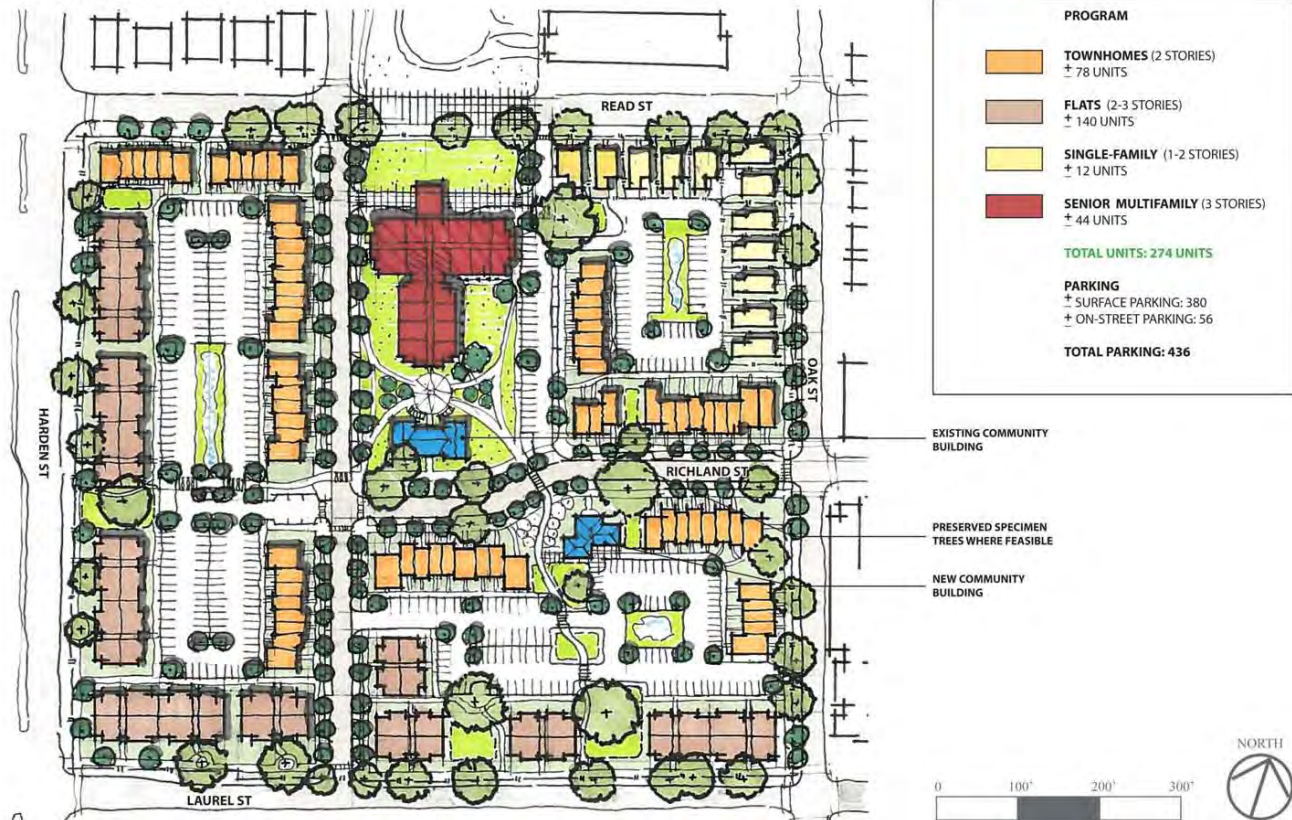 PROGRAM
TOWNHOMES (2 STORIES)
± 78 UNITS
FLATS (2-3 STORIES)
± 140 UNITS
SINGLE-FAMILY (1-2 STORIES)
± 12 UNITS
SENIOR MULTIFAMILY (3 STORIES)
± 44 UNITS
TOTAL UNITS: 274 UNITS
PARKING
± SURFACE PARKING: 380
± ON-STREET PARKING: 56
TOTAL PARKING: 436
READ ST
OAK ST
HARDEN ST
RICHLAND ST
LAUREL ST
EXISTING COMMUNITY
BUILDING
PRESERVED SPECIMEN
TREES WHERE FEASIBLE
NEW COMMUNITY
BUILDING
NORTH
0 100' 200' 300'